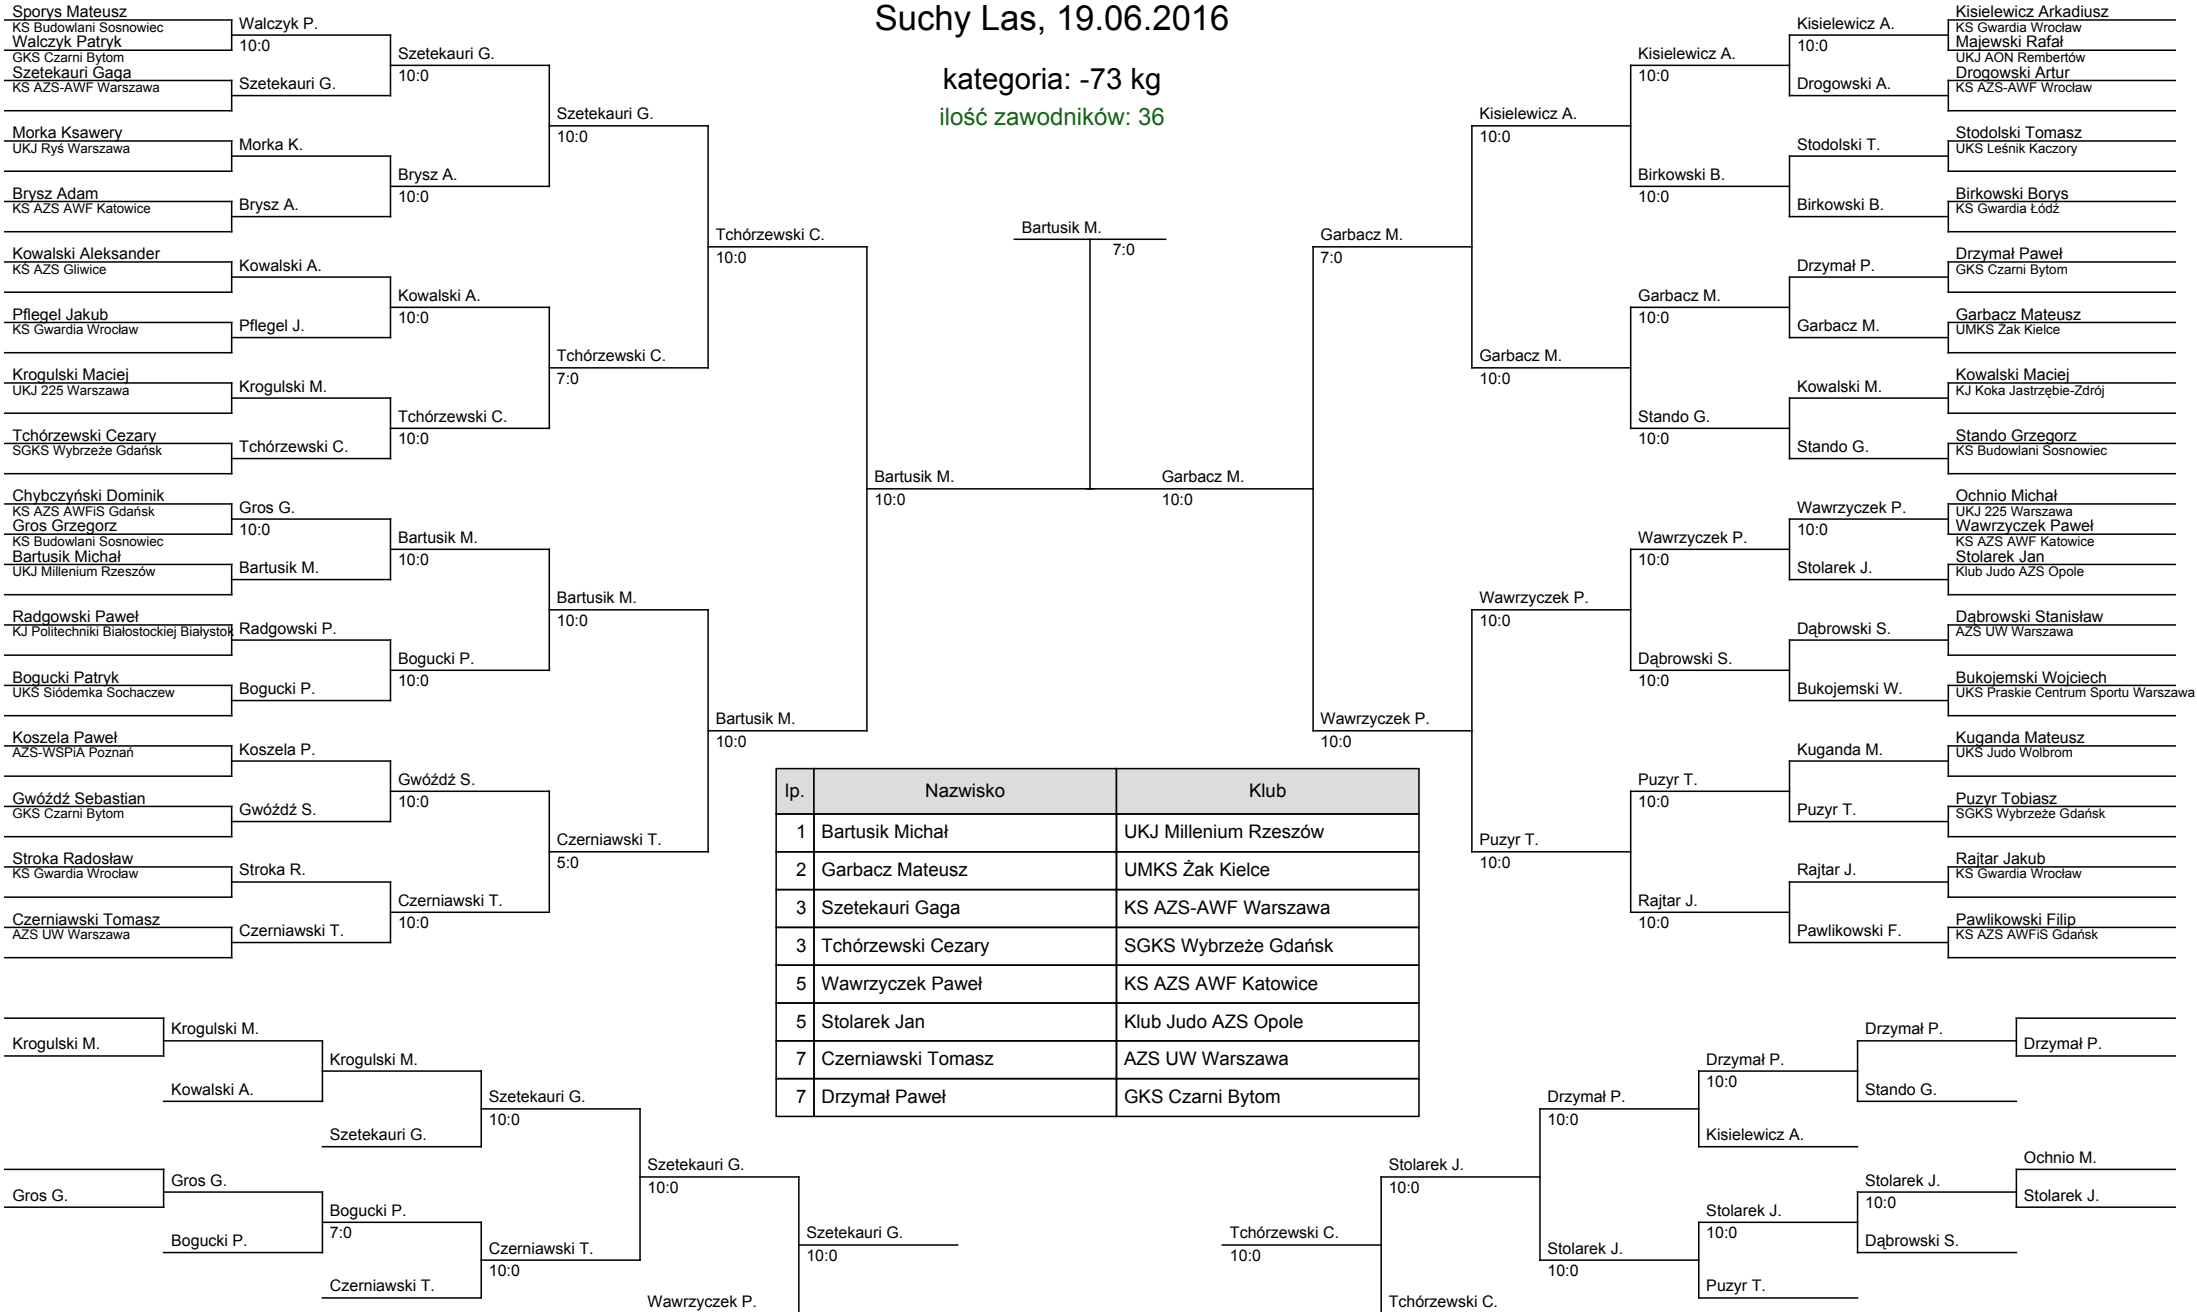 Suchy Las, 19.06.2016
kategoria: -73 kg
ilość zawodników: 36
Sporys Mateusz
KS Budowlani Sosnowiec
Walczyk Patryk
GKS Czarni Bytom
Szetekauri Gaga
KS AZS-AWF Warszawa
Morka Ksawery
UKJ Ryś Warszawa
Brysz Adam
KS AZS AWF Katowice
Kowalski Aleksander
KS AZS Gliwice
Pflegel Jakub
KS Gwardia Wrocław
Krogulski Maciej
UKJ 225 Warszawa
Tchórzewski Cezary
SGKS Wybrzeże Gdańsk
Chybczyński Dominik
KS AZS AWFiS Gdańsk
Gros Grzegorz
KS Budowlani Sosnowiec
Bartusik Michał
UKJ Millenium Rzeszów
Radgowski Paweł
KJ Politechniki Białostockiej Białystok
Bogucki Patryk
UKS Siódemka Sochaczew
Koszela Paweł
AZS-WSPiA Poznań
Gwóźdź Sebastian
GKS Czarni Bytom
Stroka Radosław
KS Gwardia Wrocław
Czerniawski Tomasz
AZS UW Warszawa
Walczyk P.
10:0
Szetekauri G.
Morka K.
Brysz A.
Kowalski A.
Pflegel J.
Krogulski M.
Tchórzewski C.
Gros G.
10:0
Bartusik M.
Radgowski P.
Bogucki P.
Koszela P.
Gwóźdź S.
Stroka R.
Czerniawski T.
Szetekauri G.
10:0
Brysz A.
10:0
Kowalski A.
10:0
Tchórzewski C.
10:0
Bartusik M.
10:0
Bogucki P.
10:0
Gwóźdź S.
10:0
Czerniawski T.
10:0
Szetekauri G.
10:0
Tchórzewski C.
7:0
Bartusik M.
10:0
Czerniawski T.
5:0
Tchórzewski C.
10:0
Bartusik M.
10:0
Bartusik M.
10:0
Bartusik M.
7:0
Garbacz M.
10:0
Garbacz M.
7:0
Wawrzyczek P.
10:0
Kisielewicz A.
10:0
Garbacz M.
10:0
Wawrzyczek P.
10:0
Puzyr T.
10:0
Kisielewicz A.
10:0
Birkowski B.
10:0
Garbacz M.
10:0
Stando G.
10:0
Wawrzyczek P.
10:0
Dąbrowski S.
10:0
Puzyr T.
10:0
Rajtar J.
10:0
Kisielewicz A.
10:0
Drogowski A.
Stodolski T.
Birkowski B.
Drzymał P.
Garbacz M.
Kowalski M.
Stando G.
Wawrzyczek P.
10:0
Stolarek J.
Dąbrowski S.
Bukojemski W.
Kuganda M.
Puzyr T.
Rajtar J.
Pawlikowski F.
Kisielewicz Arkadiusz
KS Gwardia Wrocław
Majewski Rafał
UKJ AON Rembertów
Drogowski Artur
KS AZS-AWF Wrocław
Stodolski Tomasz
UKS Leśnik Kaczory
Birkowski Borys
KS Gwardia Łódź
Drzymał Paweł
GKS Czarni Bytom
Garbacz Mateusz
UMKS Żak Kielce
Kowalski Maciej
KJ Koka Jastrzębie-Zdrój
Stando Grzegorz
KS Budowlani Sosnowiec
Ochnio Michał
UKJ 225 Warszawa
Wawrzyczek Paweł
KS AZS AWF Katowice
Stolarek Jan
Klub Judo AZS Opole
Dąbrowski Stanisław
AZS UW Warszawa
Bukojemski Wojciech
UKS Praskie Centrum Sportu Warszawa
Kuganda Mateusz
UKS Judo Wolbrom
Puzyr Tobiasz
SGKS Wybrzeże Gdańsk
Rajtar Jakub
KS Gwardia Wrocław
Pawlikowski Filip
KS AZS AWFiS Gdańsk
lp. Nazwisko Klub
1 Bartusik Michał UKJ Millenium Rzeszów
2 Garbacz Mateusz UMKS Żak Kielce
3 Szetekauri Gaga KS AZS-AWF Warszawa
3 Tchórzewski Cezary SGKS Wybrzeże Gdańsk
5 Wawrzyczek Paweł KS AZS AWF Katowice
5 Stolarek Jan Klub Judo AZS Opole
7 Czerniawski Tomasz AZS UW Warszawa
7 Drzymał Paweł GKS Czarni Bytom
Krogulski M.
Gros G.
Krogulski M.
Kowalski A.
Gros G.
Bogucki P.
Krogulski M.
Szetekauri G.
Bogucki P.
7:0
Czerniawski T.
Szetekauri G.
10:0
Czerniawski T.
10:0
Szetekauri G.
10:0
Wawrzyczek P.
Szetekauri G.
10:0
Tchórzewski C.
10:0
Stolarek J.
10:0
Tchórzewski C.
Drzymał P.
10:0
Stolarek J.
10:0
Drzymał P.
10:0
Kisielewicz A.
Stolarek J.
10:0
Puzyr T.
Drzymał P.
Stando G.
Stolarek J.
10:0
Dąbrowski S.
Drzymał P.
Ochnio M.
Stolarek J.